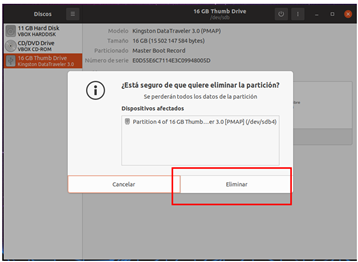 Discos
16 GB Thumb Drive
/dev/sdb
11 GB Hard Disk
VBOX HARDDISK
CD/DVD Drive
VBOX CD-ROM
16 GB Thumb Drive
Kingston DataTraveler 3.0
Modelo Kingston DataTraveler 3.0 (PMAP)
Tamaño 16 GB (15 502 147 584 bytes)
Particionado Master Boot Record
Número de serie E0D55E6C7114E3C09948005D
¿Está seguro de que quiere eliminar la partición?
Se perderán todos los datos de la partición
Dispositivos afectados
Partition 4 of 16 GB Thumb…er 3.0 [PMAP] (/dev/sdb4)
Cancelar
Eliminar